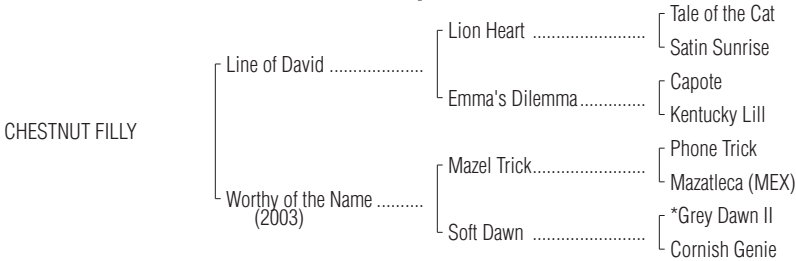 Tale of the Cat
Lion Heart ........................
Satin Sunrise
Line of David ....................
Capote
Emma's Dilemma..............
Kentucky Lill
CHESTNUT FILLY
Phone Trick
Mazel Trick........................
Mazatleca (MEX)
Worthy of the Name ..........
(2003)
*Grey Dawn II
Soft Dawn ........................
Cornish Genie